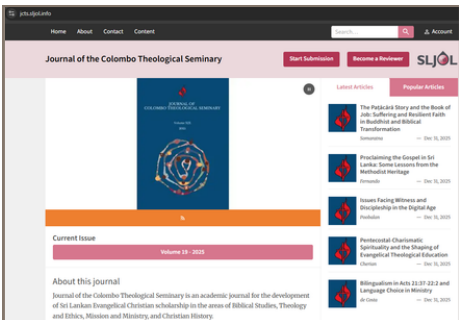 jcts.sljol.info
Home About Contact Content
Search...
Account
Journal of the Colombo Theological Seminary
Start Submission
Become a Reviewer
SLJOL
JOURNAL OF
COLOMBO THEOLOGICAL SEMINARY
Latest Articles
Popular Articles
The Paṭācārā Story and the Book of
Job: Suffering and Resilient Faith
in Buddhist and Biblical
Transformation
Somaratna — Dec 31, 2025
Proclaiming the Gospel in Sri
Lanka: Some Lessons from the
Methodist Heritage
Fernando — Dec 31, 2025
Issues Facing Witness and
Discipleship in the Digital Age
— Dec 31, 2025
Pentecostal-Charismatic
Spirituality and the Shaping of
Evangelical Theological Education
— Dec 31, 2025
Bilingualism in Acts 21:37-22:2 and
Language Choice in Ministry
— Dec 31, 2025
Current Issue
Volume 19 - 2025
About this journal
Journal of the Colombo Theological Seminary is an academic journal for the development
of Sri Lankan Evangelical Christian scholarship in the areas of Biblical Studies, Theology
and Ethics, Mission and Ministry, and Christian History.